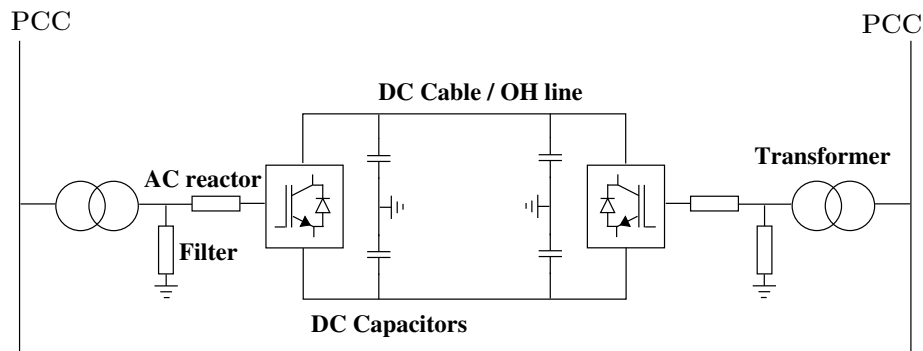 PCC
PCC
DC Cable / OH line
Transformer
AC reactor
Filter
DC Capacitors